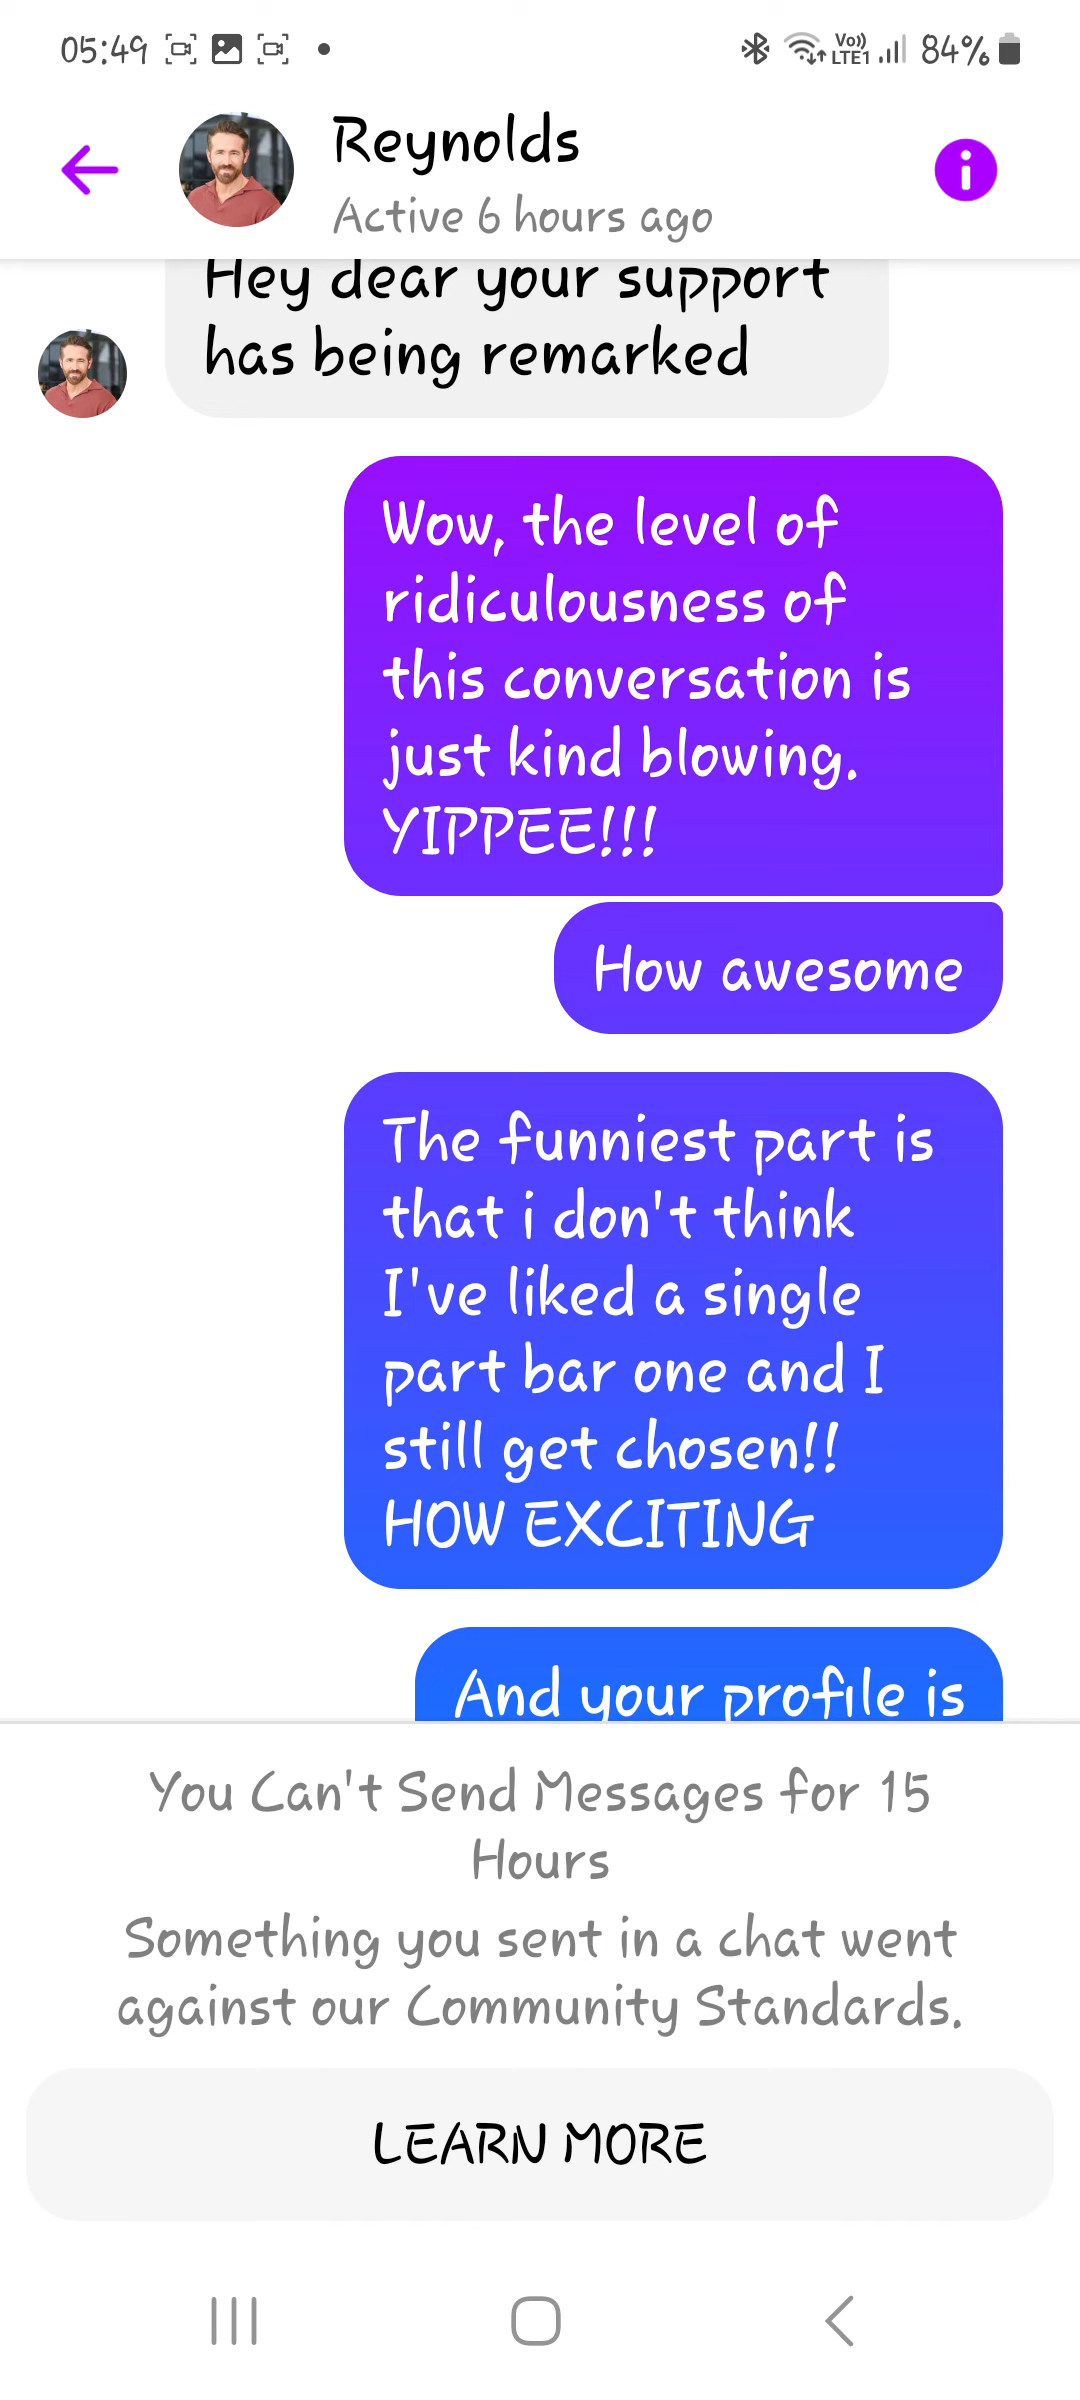 05:49
Vo)) LTE1 84%
Reynolds
Active 6 hours ago
Hey dear your support
has being remarked
Wow, the level of
ridiculousness of
this conversation is
just kind blowing.
YIPPEE!!!
How awesome
The funniest part is
that i don't think
I've liked a single
part bar one and I
still get chosen!!
HOW EXCITING
And your profile is
You Can't Send Messages for 15
Hours
Something you sent in a chat went
against our Community Standards.
LEARN MORE